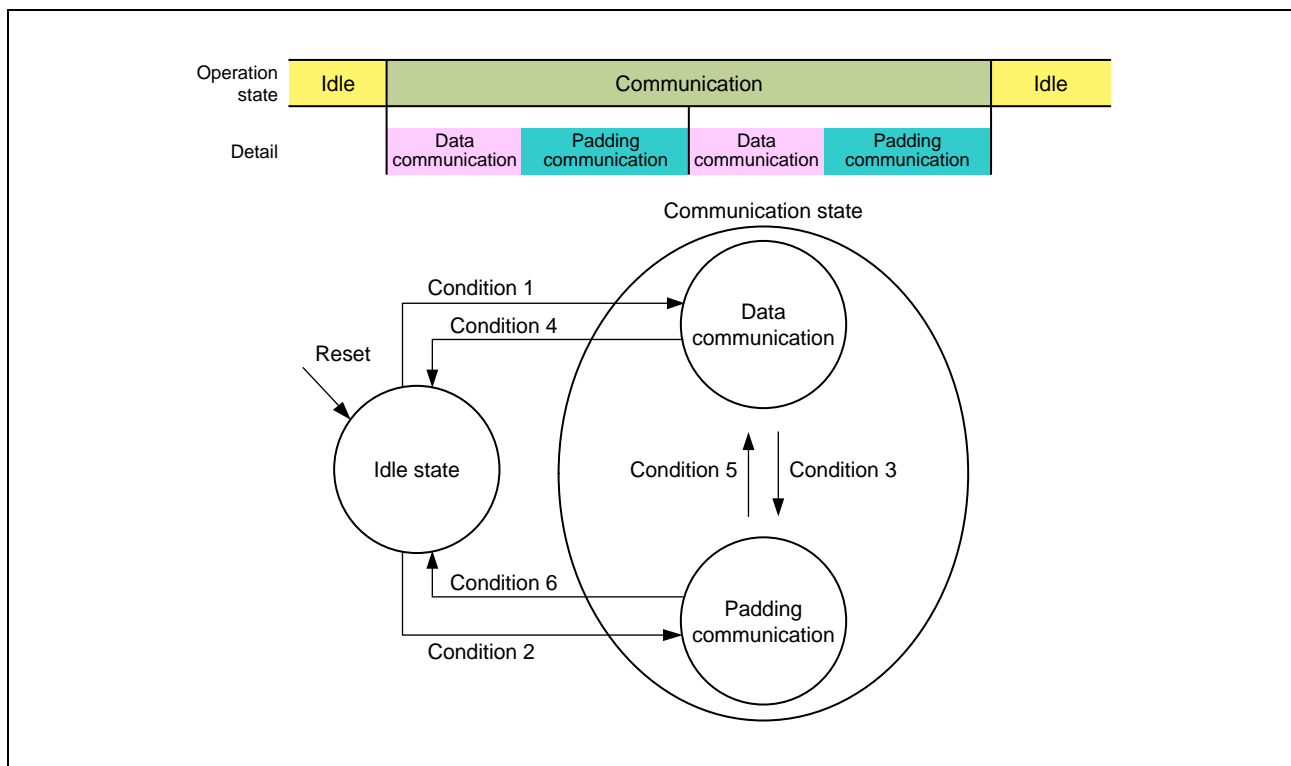 Operation
state
Idle
Communication
Idle
Detail
Data
communication
Padding
communication
Data
communication
Padding
communication
Communication state
Condition 1
Data
communication
Condition 4
Reset
Idle state
Condition 5
Condition 3
Condition 6
Padding
communication
Condition 2